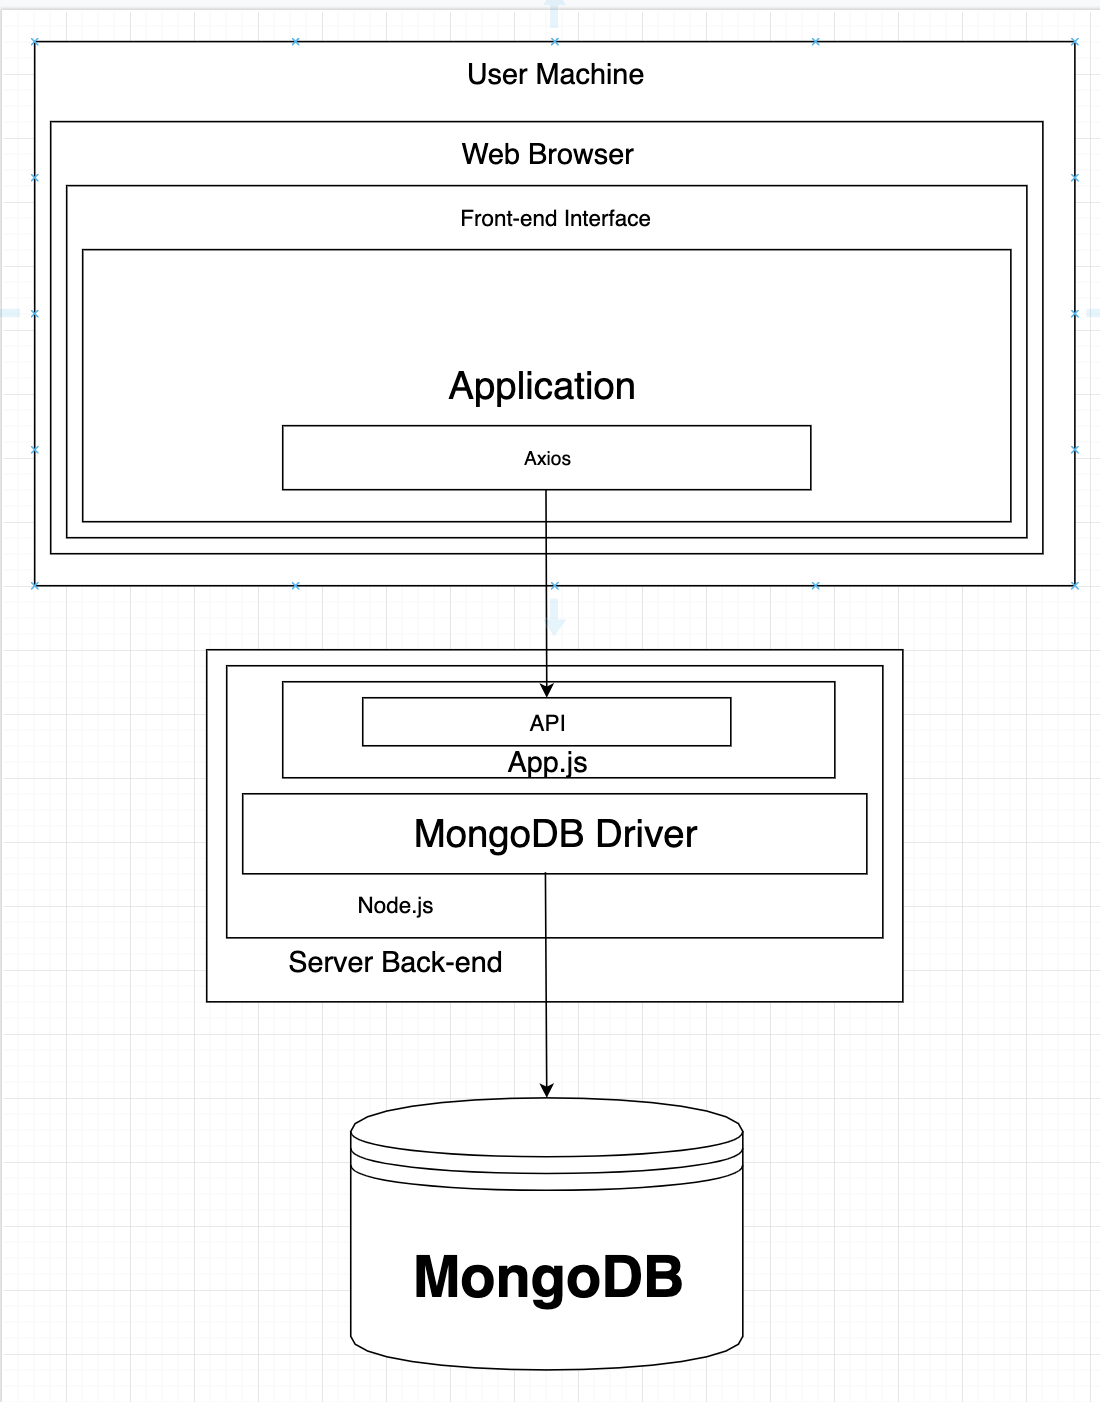 User Machine
Web Browser
Front-end Interface
Application
Axios
API
App.js
MongoDB Driver
Node.js
Server Back-end
MongoDB